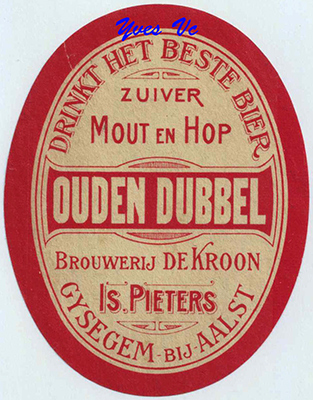 Yves Vc
DRINKT HET BESTE BIER
ZUIVER
MOUT EN HOP
OUDEN DUBBEL
BROUWERIJ DE KROON
IS. PIETERS
GYSEGEM-BIJ-AALST